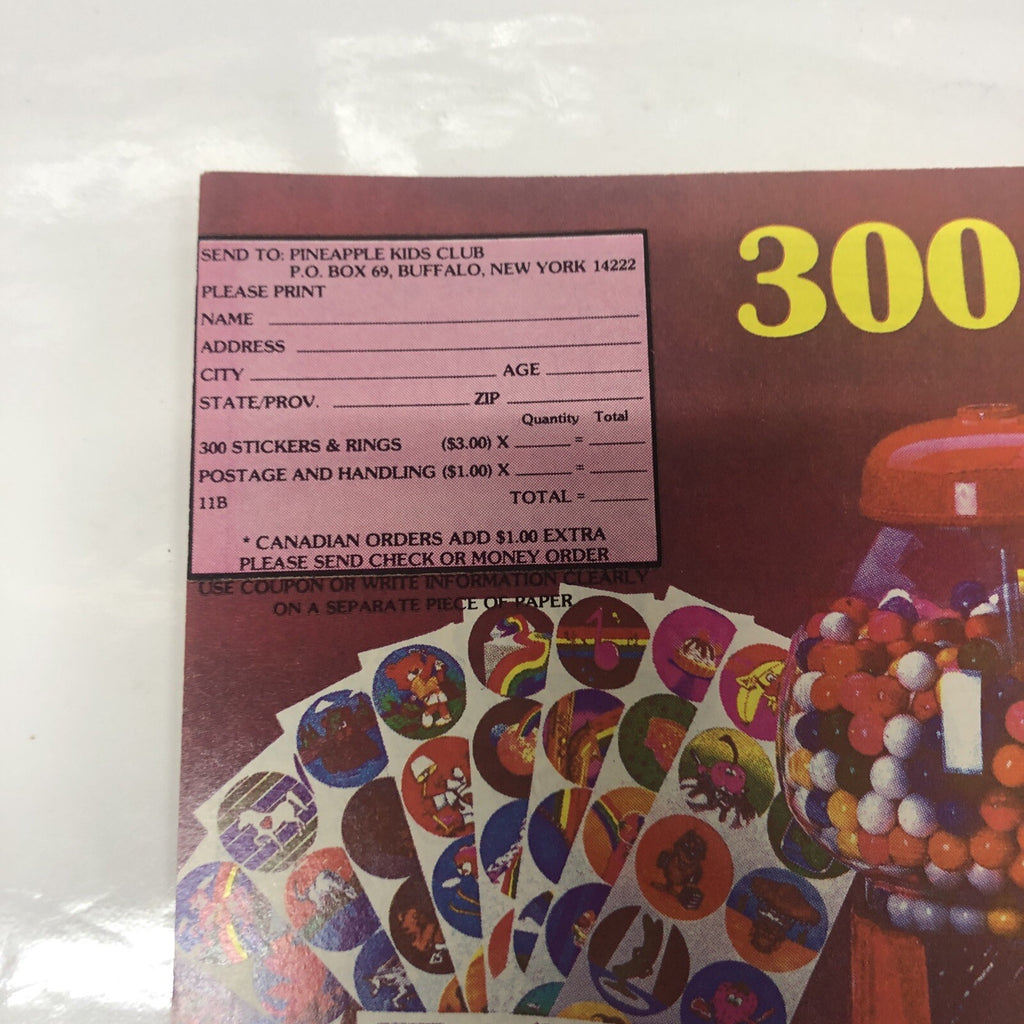 SEND TO: PINEAPPLE KIDS CLUB
P.O. BOX 69, BUFFALO, NEW YORK 14222
PLEASE PRINT
NAME
ADDRESS
CITY AGE
STATE/PROV. ZIP
Quantity Total
300 STICKERS & RINGS ($3.00) X =
POSTAGE AND HANDLING ($1.00) X =
11B TOTAL =
* CANADIAN ORDERS ADD $1.00 EXTRA
PLEASE SEND CHECK OR MONEY ORDER
USE COUPON OR WRITE INFORMATION CLEARLY
ON A SEPARATE PIECE OF PAPER
300